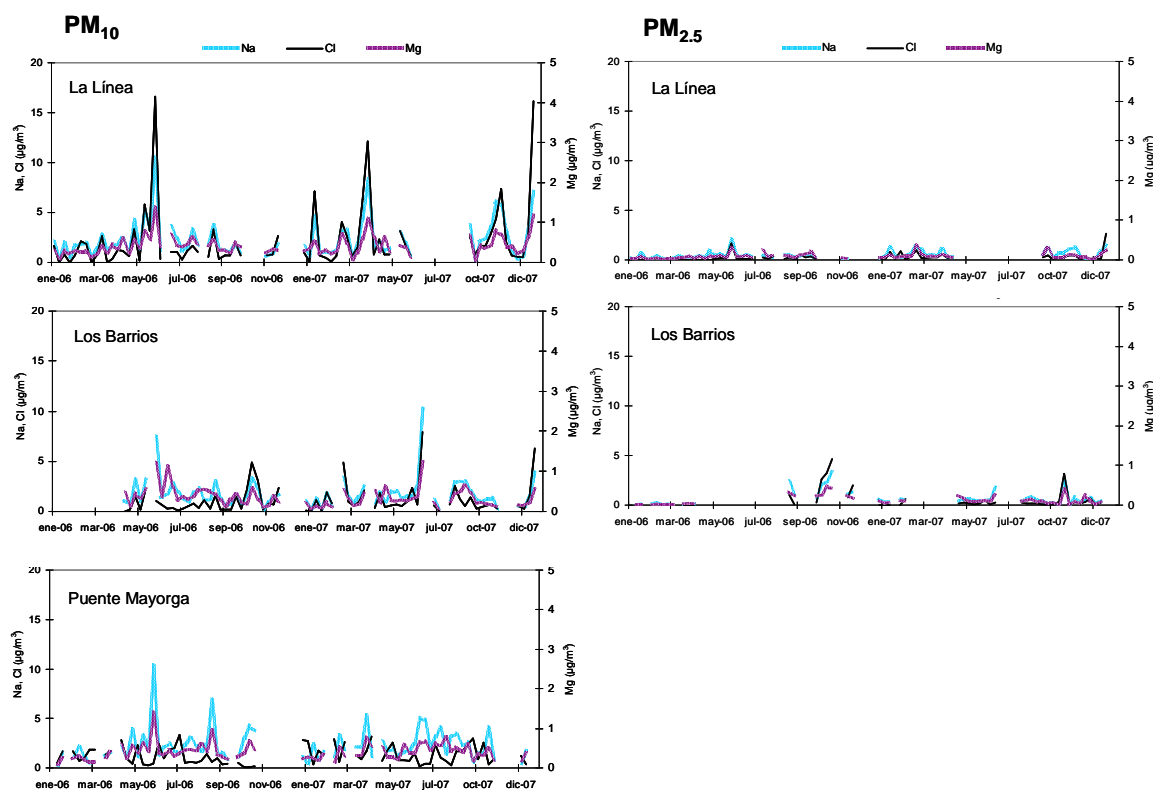 PM10
Na Cl Mg
La Línea
Na, Cl (µg/m³)
Mg (µg/m³)
20
15
10
5
0
5
4
3
2
1
0
ene-06 mar-06 may-06 jul-06 sep-06 nov-06 ene-07 mar-07 may-07 jul-07 oct-07 dic-07
Los Barrios
Na, Cl (µg/m³)
Mg (µg/m³)
20
15
10
5
0
5
4
3
2
1
0
ene-06 mar-06 may-06 jul-06 sep-06 nov-06 ene-07 mar-07 may-07 jul-07 oct-07 dic-07
Puente Mayorga
Na, Cl (µg/m³)
Mg (µg/m³)
20
15
10
5
0
5
4
3
2
1
0
ene-06 mar-06 may-06 jul-06 sep-06 nov-06 ene-07 mar-07 may-07 jul-07 oct-07 dic-07
PM2.5
Na Cl Mg
La Línea
Na, Cl (µg/m³)
Mg (µg/m³)
20
15
10
5
0
5
4
3
2
1
0
ene-06 mar-06 may-06 jul-06 sep-06 nov-06 ene-07 mar-07 may-07 jul-07 oct-07 dic-07
Los Barrios
Na, Cl (µg/m³)
Mg (µg/m³)
20
15
10
5
0
5
4
3
2
1
0
ene-06 mar-06 may-06 jul-06 sep-06 nov-06 ene-07 mar-07 may-07 jul-07 oct-07 dic-07